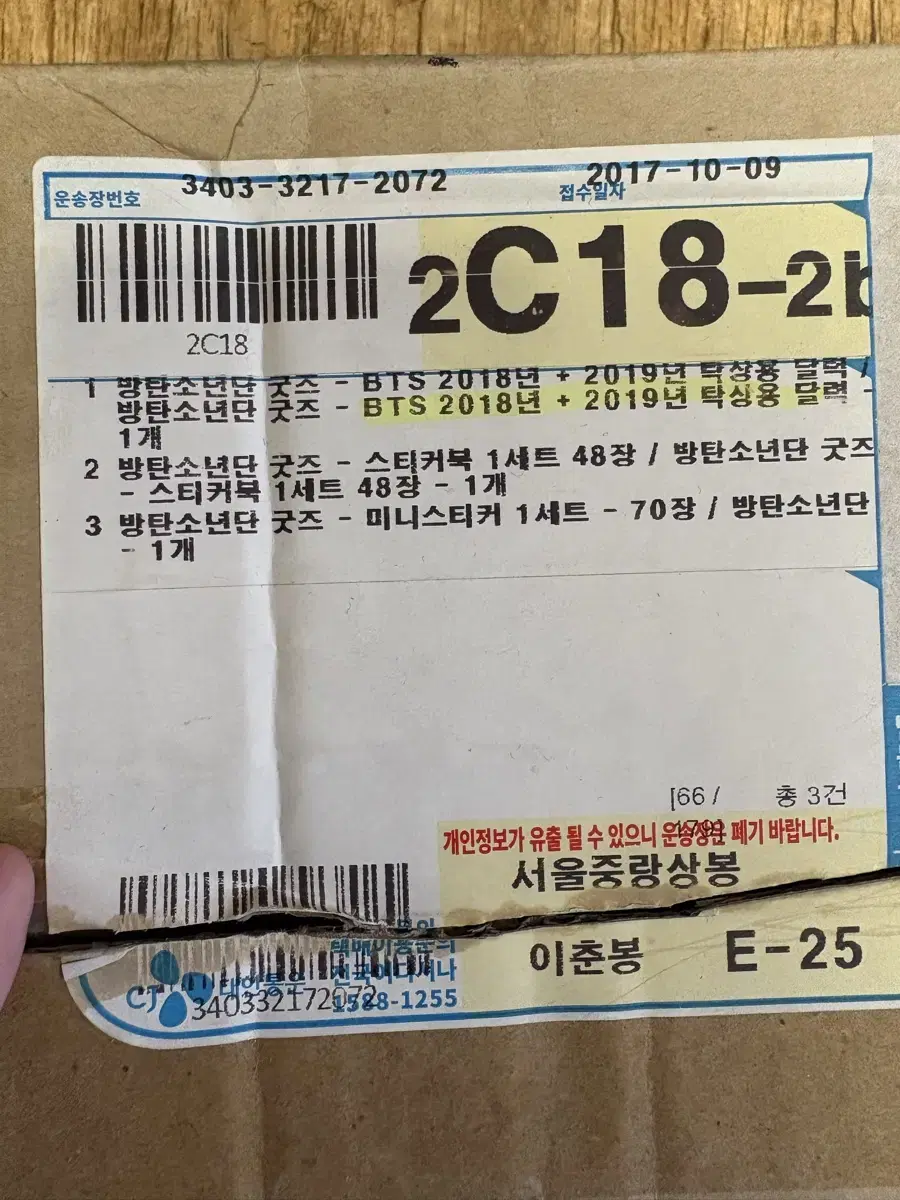 운송장번호 3403-3217-2072 접수일자 2017-10-09
2C18-2b
2C18
1 방탄소년단 굿즈 - BTS 2018년 + 2019년 탁상용 달력 /
방탄소년단 굿즈 - BTS 2018년 + 2019년 탁상용 달력 -
1개
2 방탄소년단 굿즈 - 스티커북 1세트 48장 / 방탄소년단 굿즈
- 스티커북 1세트 48장 - 1개
3 방탄소년단 굿즈 - 미니스티커 1세트 - 70장 / 방탄소년단
- 1개
[66 / 총 3건
개인정보가 유출 될 수 있으니 운송장은 폐기 바랍니다.
서울중랑상봉
이춘봉 E-25
CJ
340332172072
1588-1255